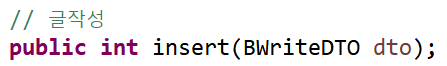 // 글작성
public int insert(BWriteDTO dto);